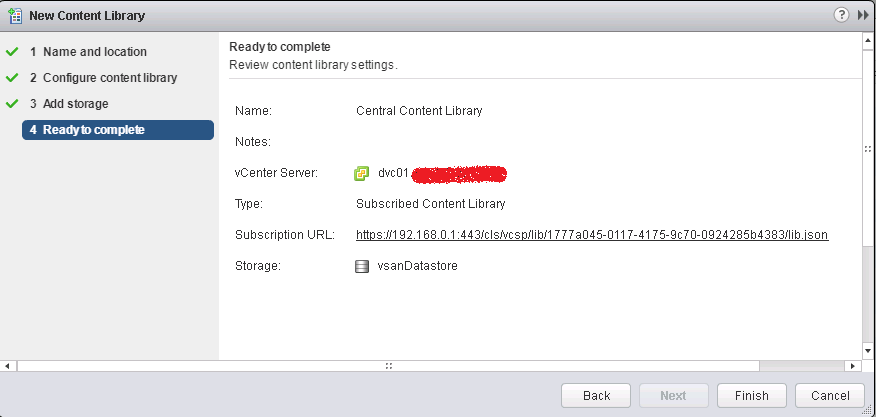 New Content Library
?
1 Name and location
2 Configure content library
3 Add storage
4 Ready to complete
Ready to complete
Review content library settings.
Name: Central Content Library
Notes:
vCenter Server: dvc01
Type: Subscribed Content Library
Subscription URL: https://192.168.0.1:443/cls/vcsp/lib/1777a045-0117-4175-9c70-0924285b4383/lib.json
Storage: vsanDatastore
Back Next Finish Cancel